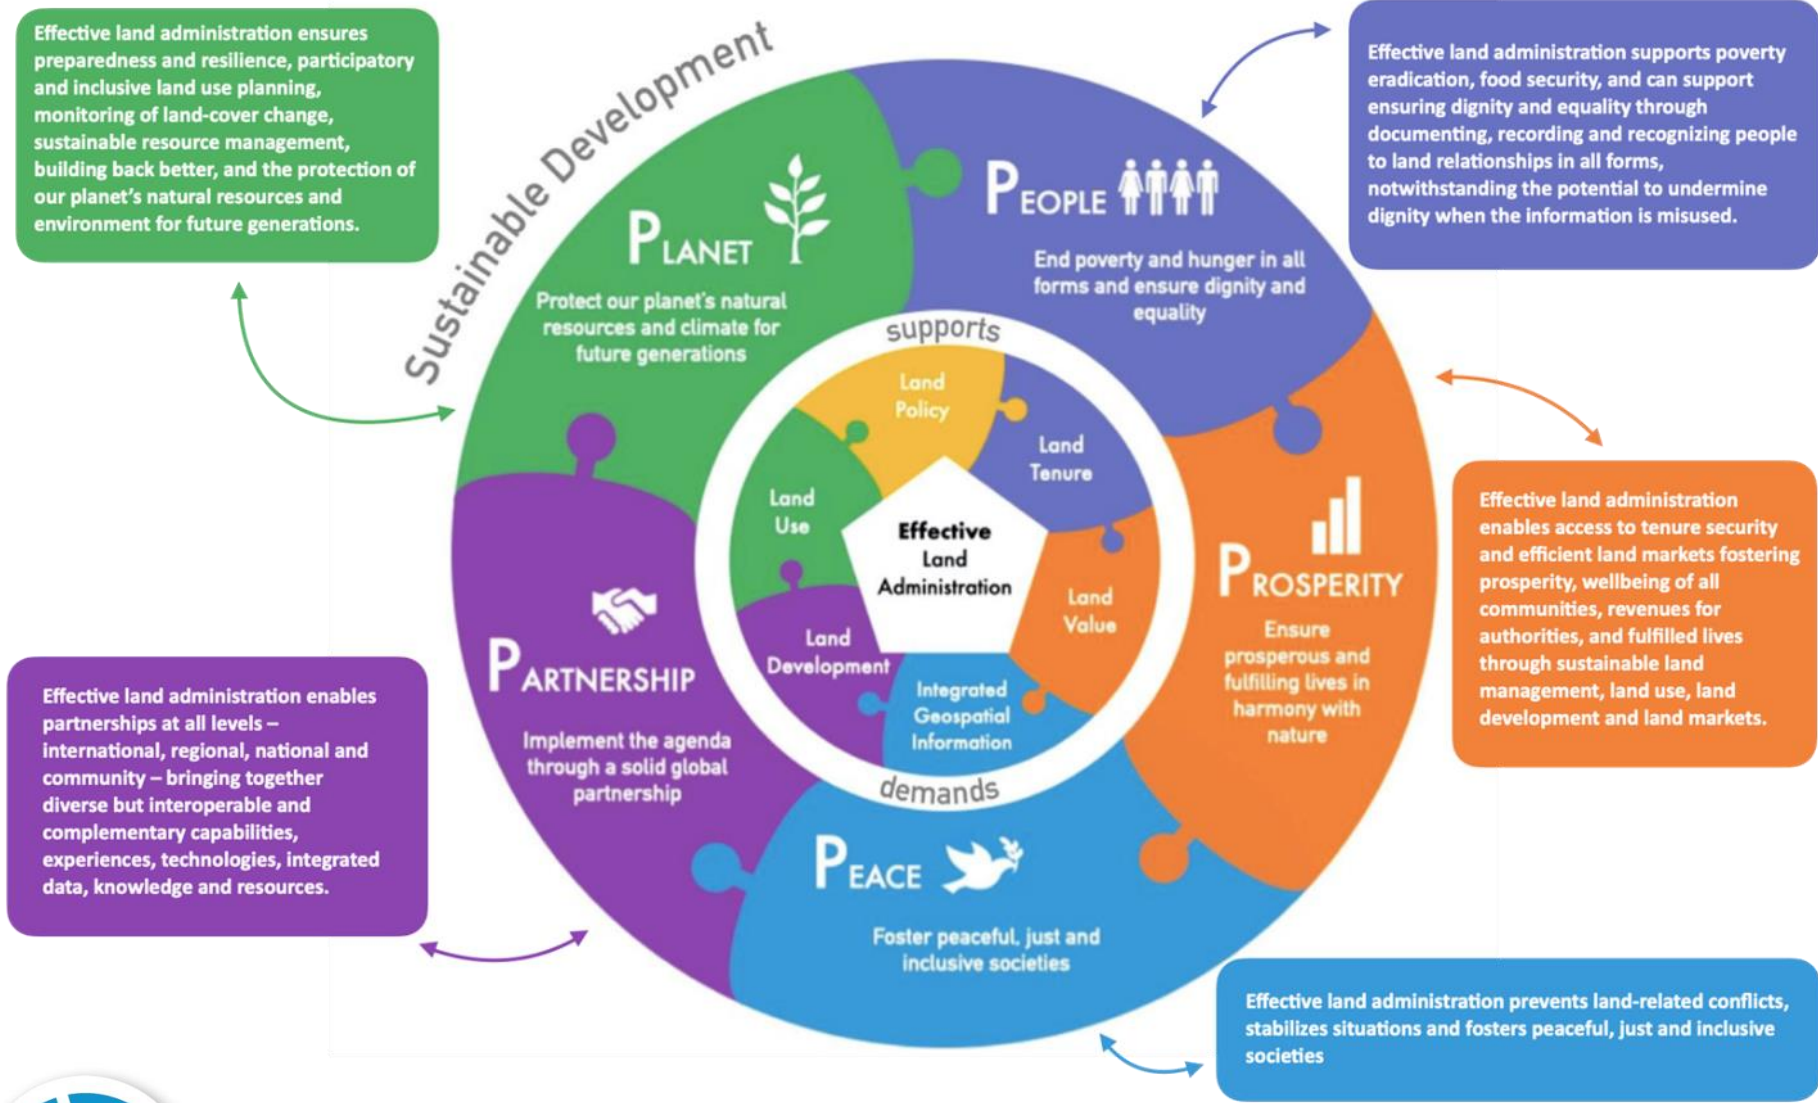 Effective land administration ensures
preparedness and resilience, participatory
and inclusive land use planning,
monitoring of land-cover change,
sustainable resource management,
building back better, and the protection of
our planet's natural resources and
environment for future generations.
Sustainable Development
Effective land administration supports poverty
eradication, food security, and can support
ensuring dignity and equality through
documenting, recording and recognizing people
to land relationships in all forms,
notwithstanding the potential to undermine
dignity when the information is misused.
PLANET
Protect our planet's natural
resources and climate for
future generations
PEOPLE
End poverty and hunger in all
forms and ensure dignity and
equality
supports
Land
Policy
Land
Tenure
Land
Use
Effective
Land
Administration
Land
Value
Land
Development
Integrated
Geospatial
Information
demands
PROSPERITY
Ensure
prosperous and
fulfilling lives in
harmony with
nature
Effective land administration
enables access to tenure security
and efficient land markets fostering
prosperity, wellbeing of all
communities, revenues for
authorities, and fulfilled lives
through sustainable land
management, land use, land
development and land markets.
PARTNERSHIP
Implement the agenda
through a solid global
partnership
Effective land administration enables
partnerships at all levels –
international, regional, national and
community – bringing together
diverse but interoperable and
complementary capabilities,
experiences, technologies, integrated
data, knowledge and resources.
PEACE
Foster peaceful, just and
inclusive societies
Effective land administration prevents land-related conflicts,
stabilizes situations and fosters peaceful, just and inclusive
societies